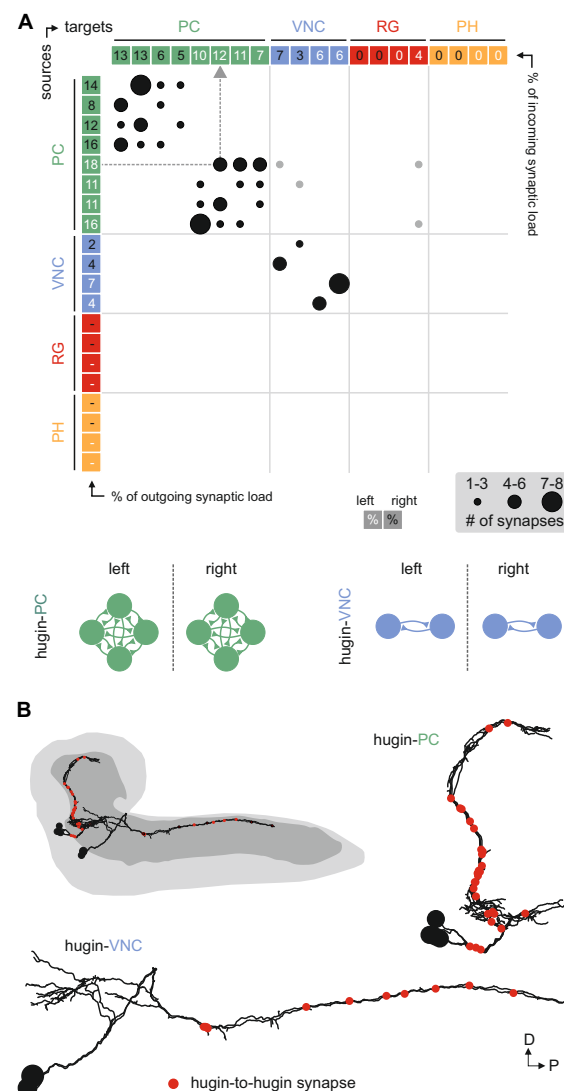 A
sources
targets
PC VNC RG PH
13 13 6 5 10 12 11 7 7 3 6 6 0 0 0 4 0 0 0 0
% of incoming synaptic load
PC
14
8
12
16
18
11
11
16
VNC
2
4
7
4
RG
-
-
-
-
PH
-
-
-
-
% of outgoing synaptic load
left right
% %
1-3 4-6 7-8
# of synapses
hugin-PC
left right
hugin-VNC
left right
B
hugin-PC
hugin-VNC
D
P
hugin-to-hugin synapse